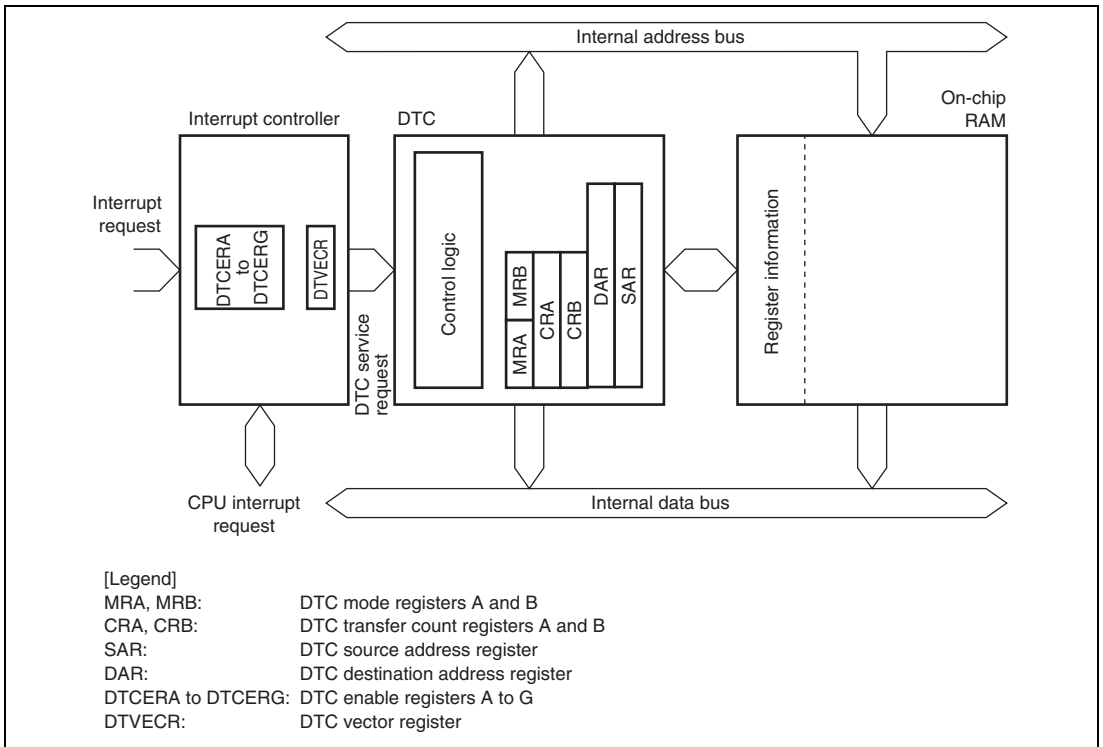 Internal address bus
Interrupt controller
DTC
On-chip
RAM
Interrupt
request
DTCERA
to
DTCERG
DTVECR
DTC service
request
Control logic
MRA
MRB
CRA
CRB
DAR
SAR
Register information
CPU interrupt
request
Internal data bus
[Legend]
MRA, MRB: DTC mode registers A and B
CRA, CRB: DTC transfer count registers A and B
SAR: DTC source address register
DAR: DTC destination address register
DTCERA to DTCERG: DTC enable registers A to G
DTVECR: DTC vector register